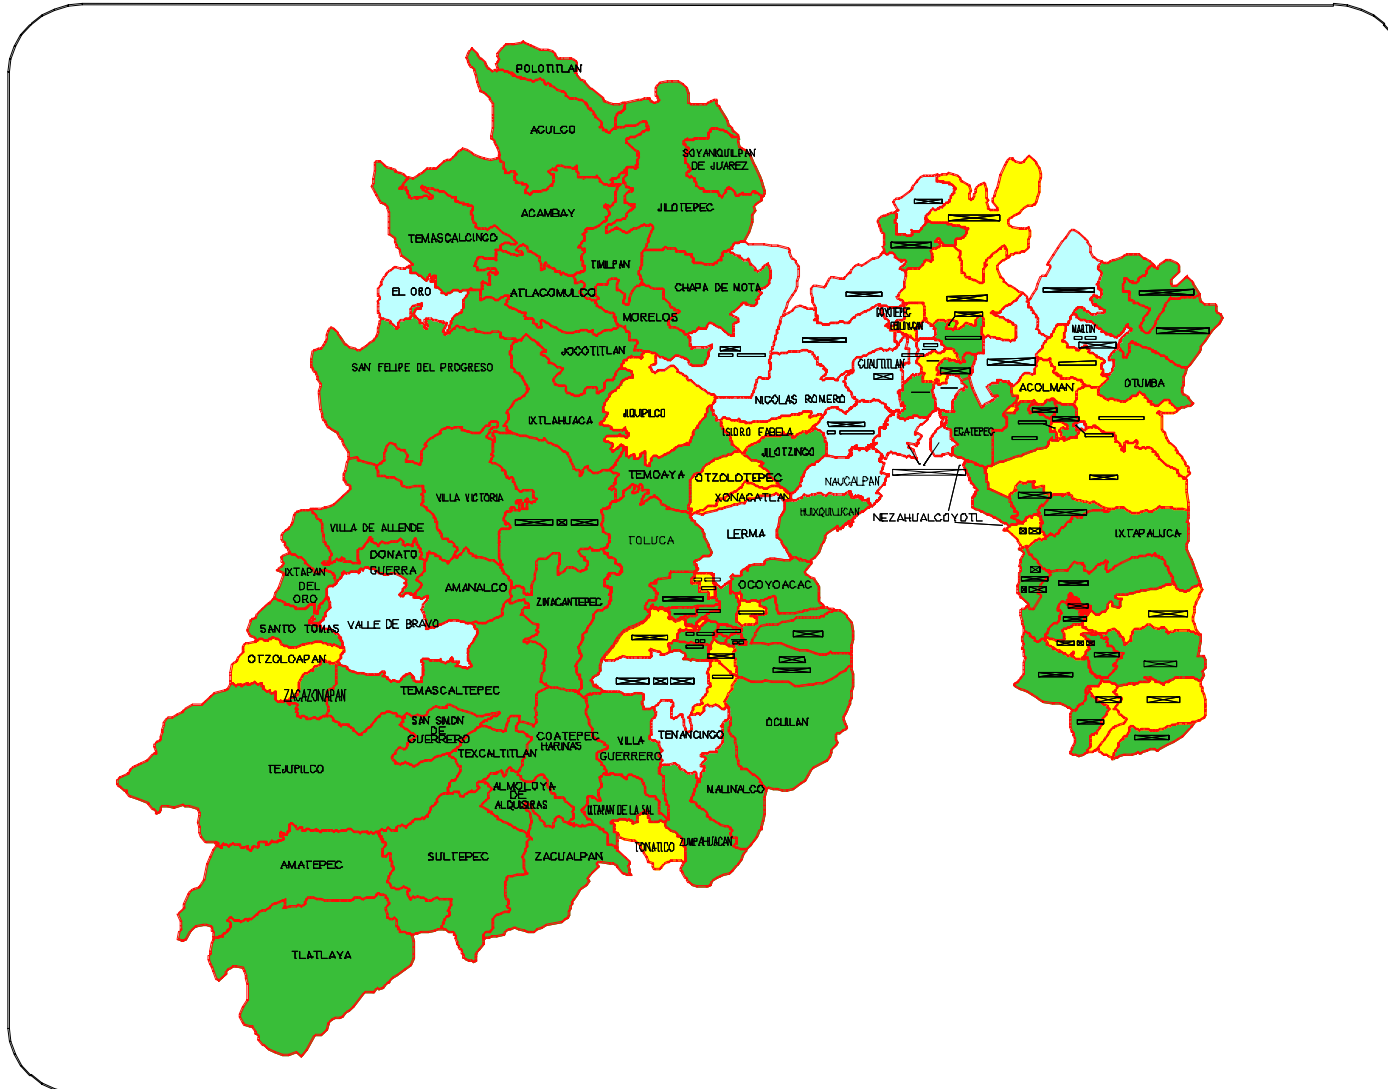 POLOTITLAN
ACULCO
SOYANIQUILPAN
DE JUAREZ
ACAMBAY
JILOTEPEC
TEMASCALCINGO
TIMILPAN
EL ORO
ATLACOMULCO
CHAPA DE MOTA
MORELOS
JOCOTITLAN
SAN FELIPE DEL PROGRESO
CUAUTITLAN
ACOLMAN
OTUMBA
NICOLAS ROMERO
IXTLAHUACA
JIQUIPILCO
ISIDRO FABELA
ECATEPEC
JILOTZINGO
TEMOAYA
OTZOLOTEPEC
NAUCALPAN
VILLA VICTORIA
XONACATLAN
HUIXQUILUCAN
NEZAHUALCOYOTL
VILLA DE ALLENDE
TOLUCA
LERMA
IXTAPALUCA
DONATO
GUERRA
IXTAPAN
DEL
ORO
AMANALCO
OCOYOACAC
ZINACANTEPEC
SANTO TOMAS
VALLE DE BRAVO
OTZOLOAPAN
ZACAZONAPAN
TEMASCALTEPEC
SAN SIMON
DE
GUERRERO
COATEPEC
HARINAS
VILLA
GUERRERO
TENANCINGO
OCUILAN
TEXCALTITLAN
TEJUPILCO
ALMOLOYA
DE
ALQUISIRAS
MALINALCO
IXTAPAN DE LA SAL
TONATICO
ZUMPAHUACAN
AMATEPEC
SULTEPEC
ZACUALPAN
TLATLAYA